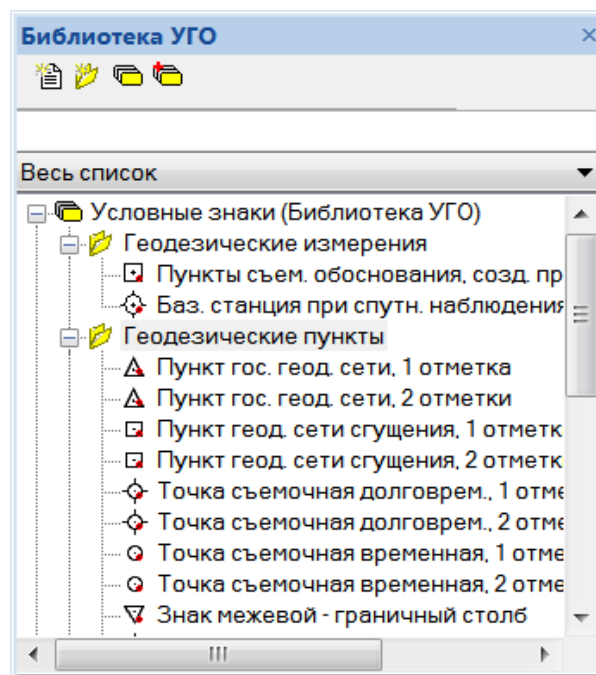 Библиотека УГО
Весь список
Условные знаки (Библиотека УГО)
Геодезические измерения
Пункты съем. обоснования, созд. пр
Баз. станция при спутн. наблюдения
Геодезические пункты
Пункт гос. геод. сети, 1 отметка
Пункт гос. геод. сети, 2 отметки
Пункт геод. сети сгущения, 1 отметк
Пункт геод. сети сгущения, 2 отметк
Точка съемочная долговрем., 1 отме
Точка съемочная долговрем., 2 отме
Точка съемочная временная, 1 отме
Точка съемочная временная, 2 отме
Знак межевой - граничный столб